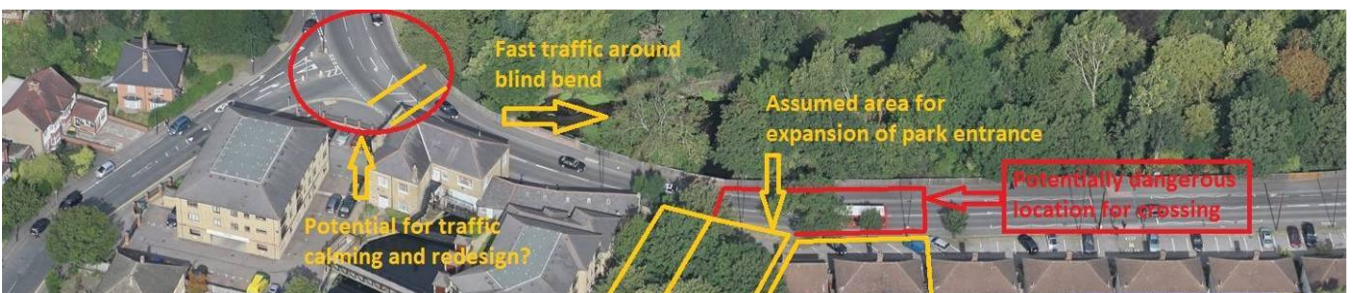 Fast traffic around
blind bend
Assumed area for
expansion of park entrance
Potentially dangerous
location for crossing
Potential for traffic
calming and redesign?